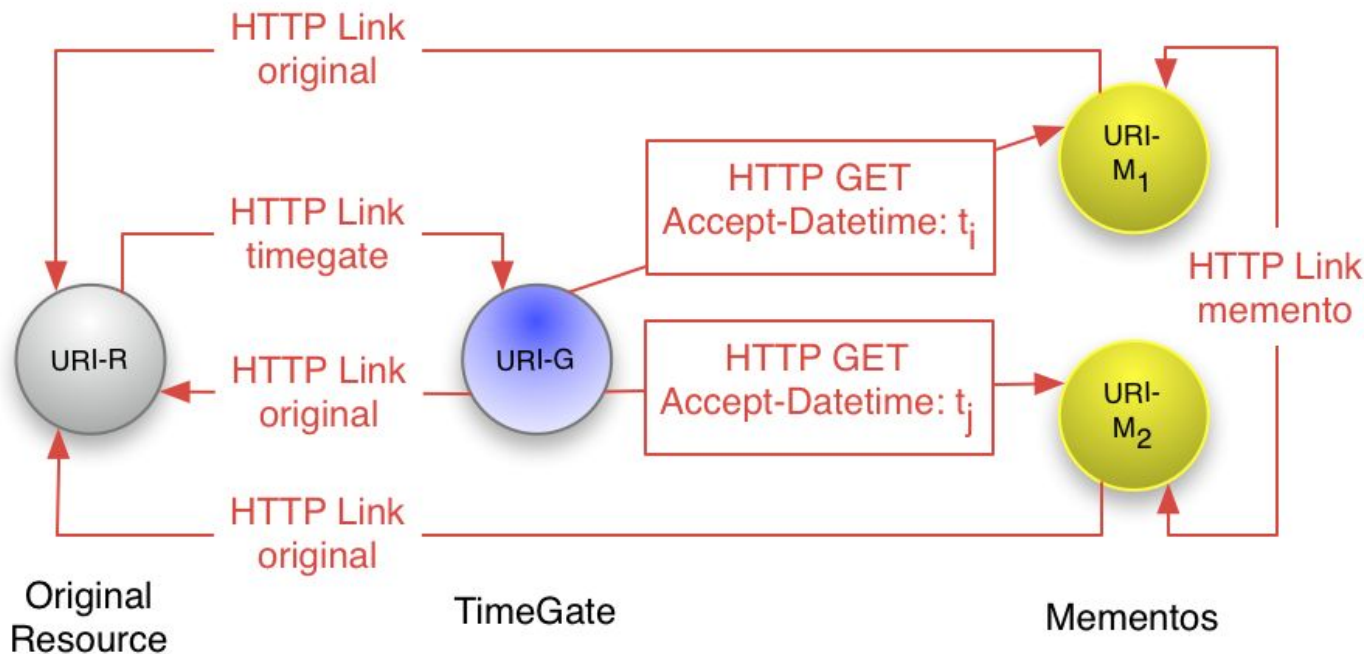 HTTP Link
original
HTTP Link
timegate
HTTP GET
Accept-Datetime: ti
URI-
M1
HTTP Link
memento
URI-R
HTTP Link
original
URI-G
HTTP GET
Accept-Datetime: tj
URI-
M2
HTTP Link
original
Original
Resource
TimeGate
Mementos